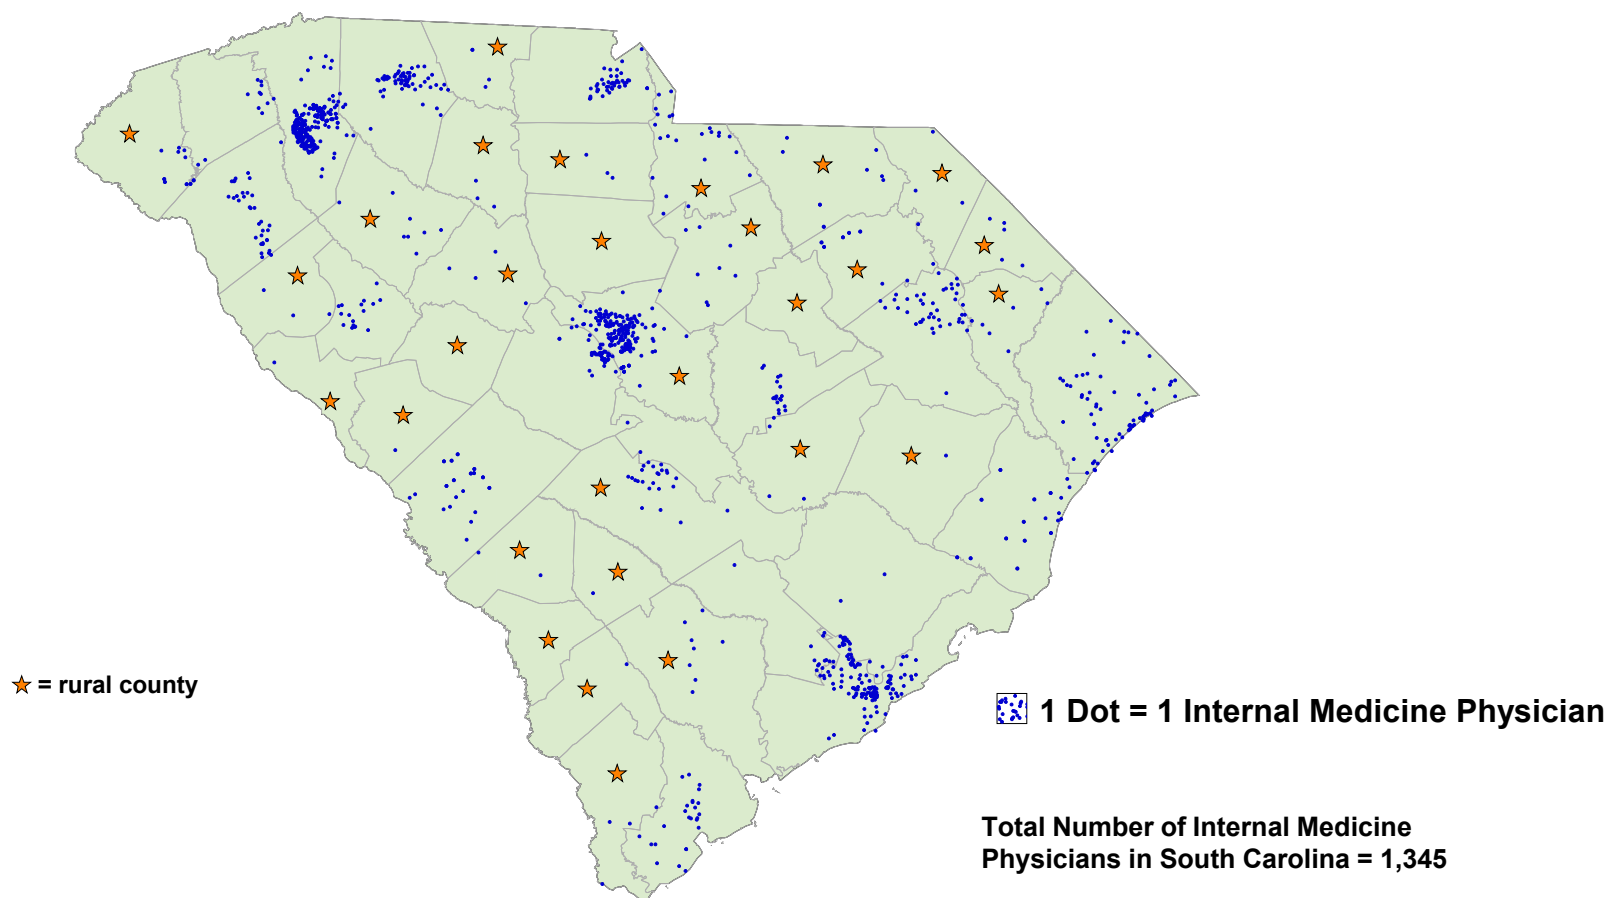 = rural county
1 Dot = 1 Internal Medicine Physician
Total Number of Internal Medicine
Physicians in South Carolina = 1,345